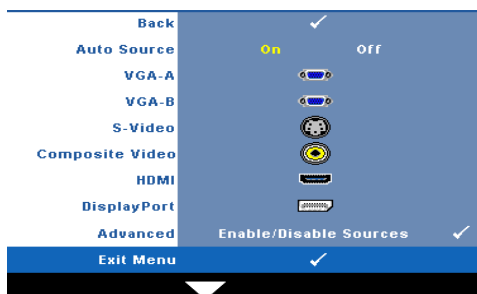 Back
Auto Source On Off
VGA-A
VGA-B
S-Video
Composite Video
HDMI
DisplayPort
Advanced Enable/Disable Sources
Exit Menu